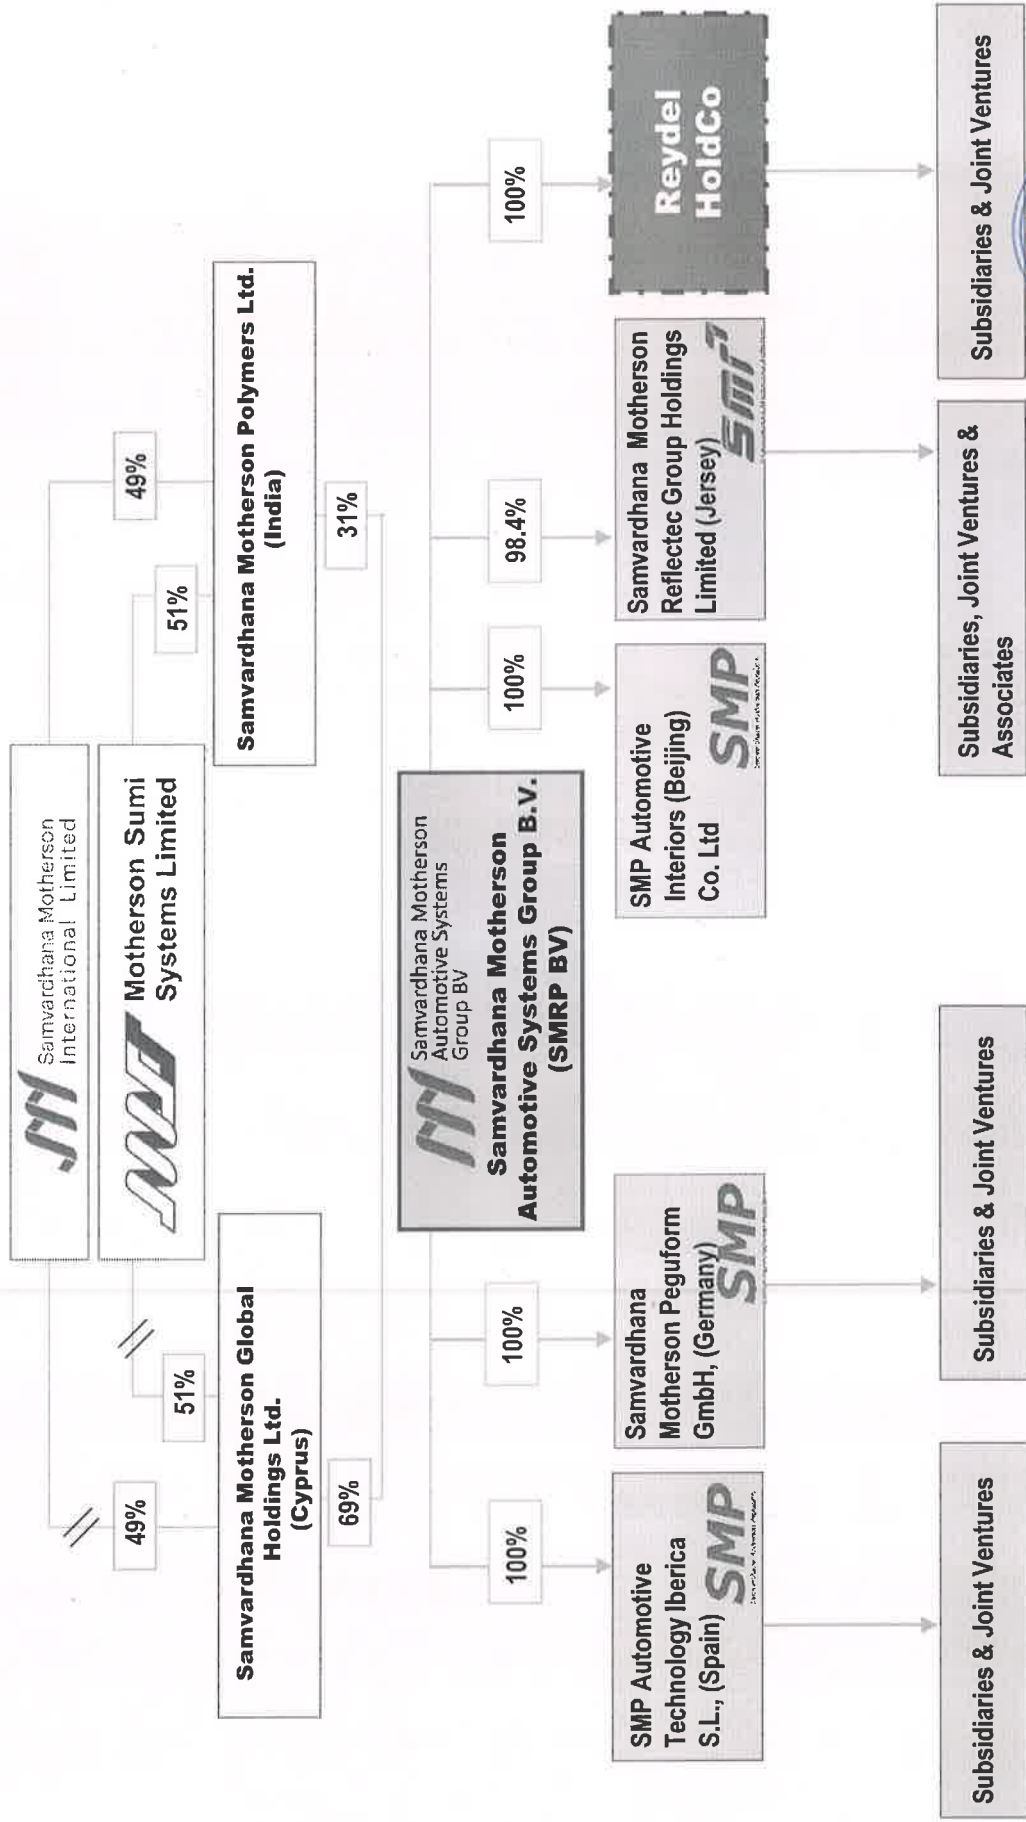 Samvardhana Motherson
International Limited
Motherson Sumi
Systems Limited
49%
51%
51%
49%
Samvardhana Motherson Global
Holdings Ltd.
(Cyprus)
Samvardhana Motherson Polymers Ltd.
(India)
69%
31%
Samvardhana Motherson
Automotive Systems
Group BV
Samvardhana Motherson
Automotive Systems Group B.V.
(SMRP BV)
100%
100%
100%
98.4%
100%
SMP Automotive
Technology Iberica
S.L., (Spain)
SMP
Samvardhana
Motherson Peguform
GmbH, (Germany)
SMP
SMP Automotive
Interiors (Beijing)
Co. Ltd
SMP
Samvardhana Motherson
Reflectec Group Holdings
Limited (Jersey)
smr
Reydel
HoldCo
Subsidiaries & Joint Ventures
Subsidiaries & Joint Ventures
Subsidiaries, Joint Ventures &
Associates
Subsidiaries & Joint Ventures